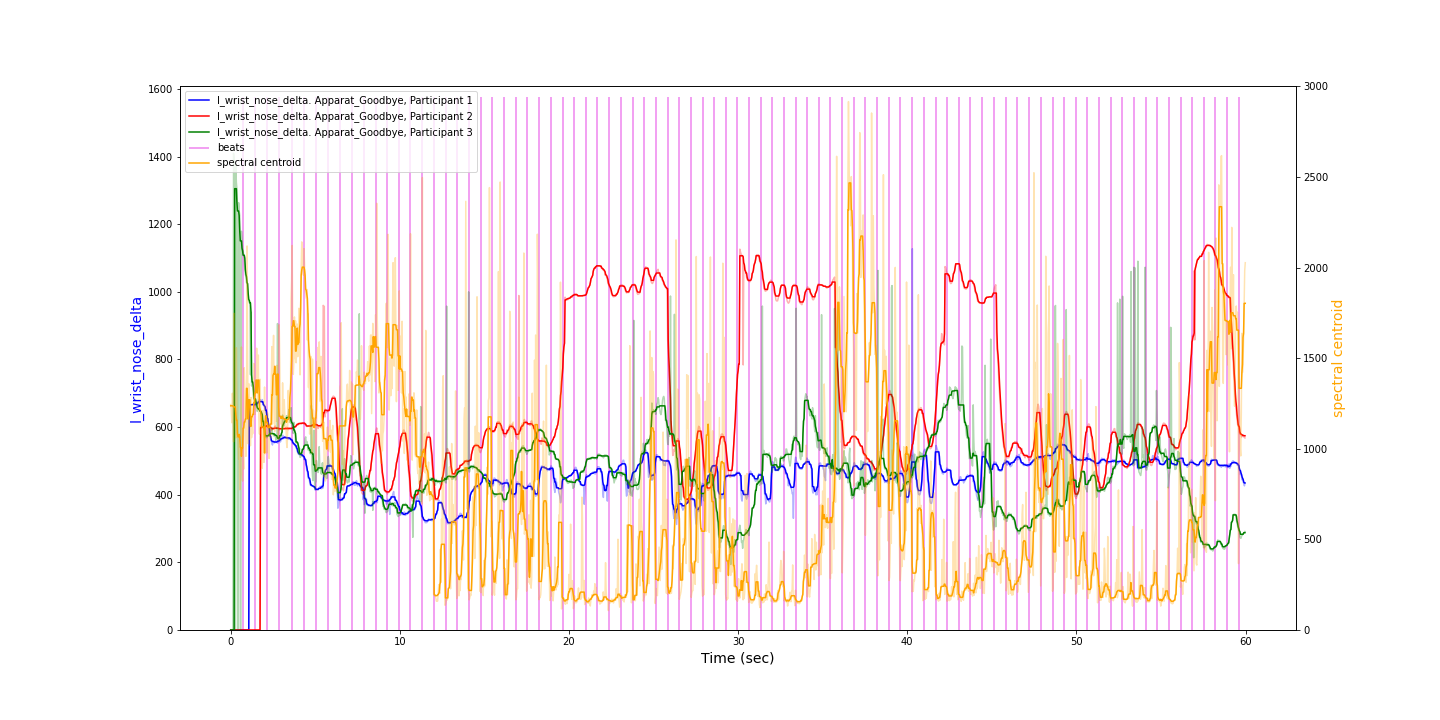 l_wrist_nose_delta. Apparat_Goodbye, Participant 1
l_wrist_nose_delta. Apparat_Goodbye, Participant 2
l_wrist_nose_delta. Apparat_Goodbye, Participant 3
beats
spectral centroid
1600
1400
1200
1000
800
600
400
200
0
l_wrist_nose_delta
3000
2500
2000
1500
1000
500
0
spectral centroid
0 10 20 30 40 50 60
Time (sec)